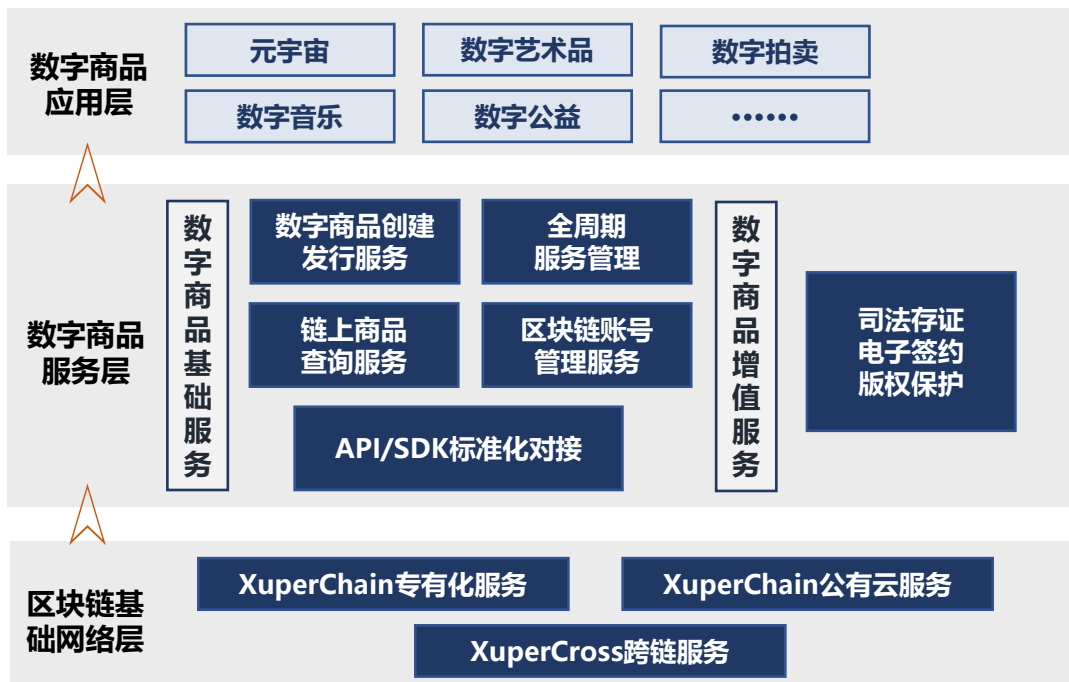 数字商品
应用层
元宇宙
数字艺术品
数字拍卖
数字音乐
数字公益
••••••
数字商品
服务层
数字商品基础服务
数字商品创建
发行服务
全周期
服务管理
链上商品
查询服务
区块链账号
管理服务
API/SDK标准化对接
数字商品增值服务
司法存证
电子签约
版权保护
区块链基
础网络层
XuperChain专有化服务
XuperChain公有云服务
XuperCross跨链服务